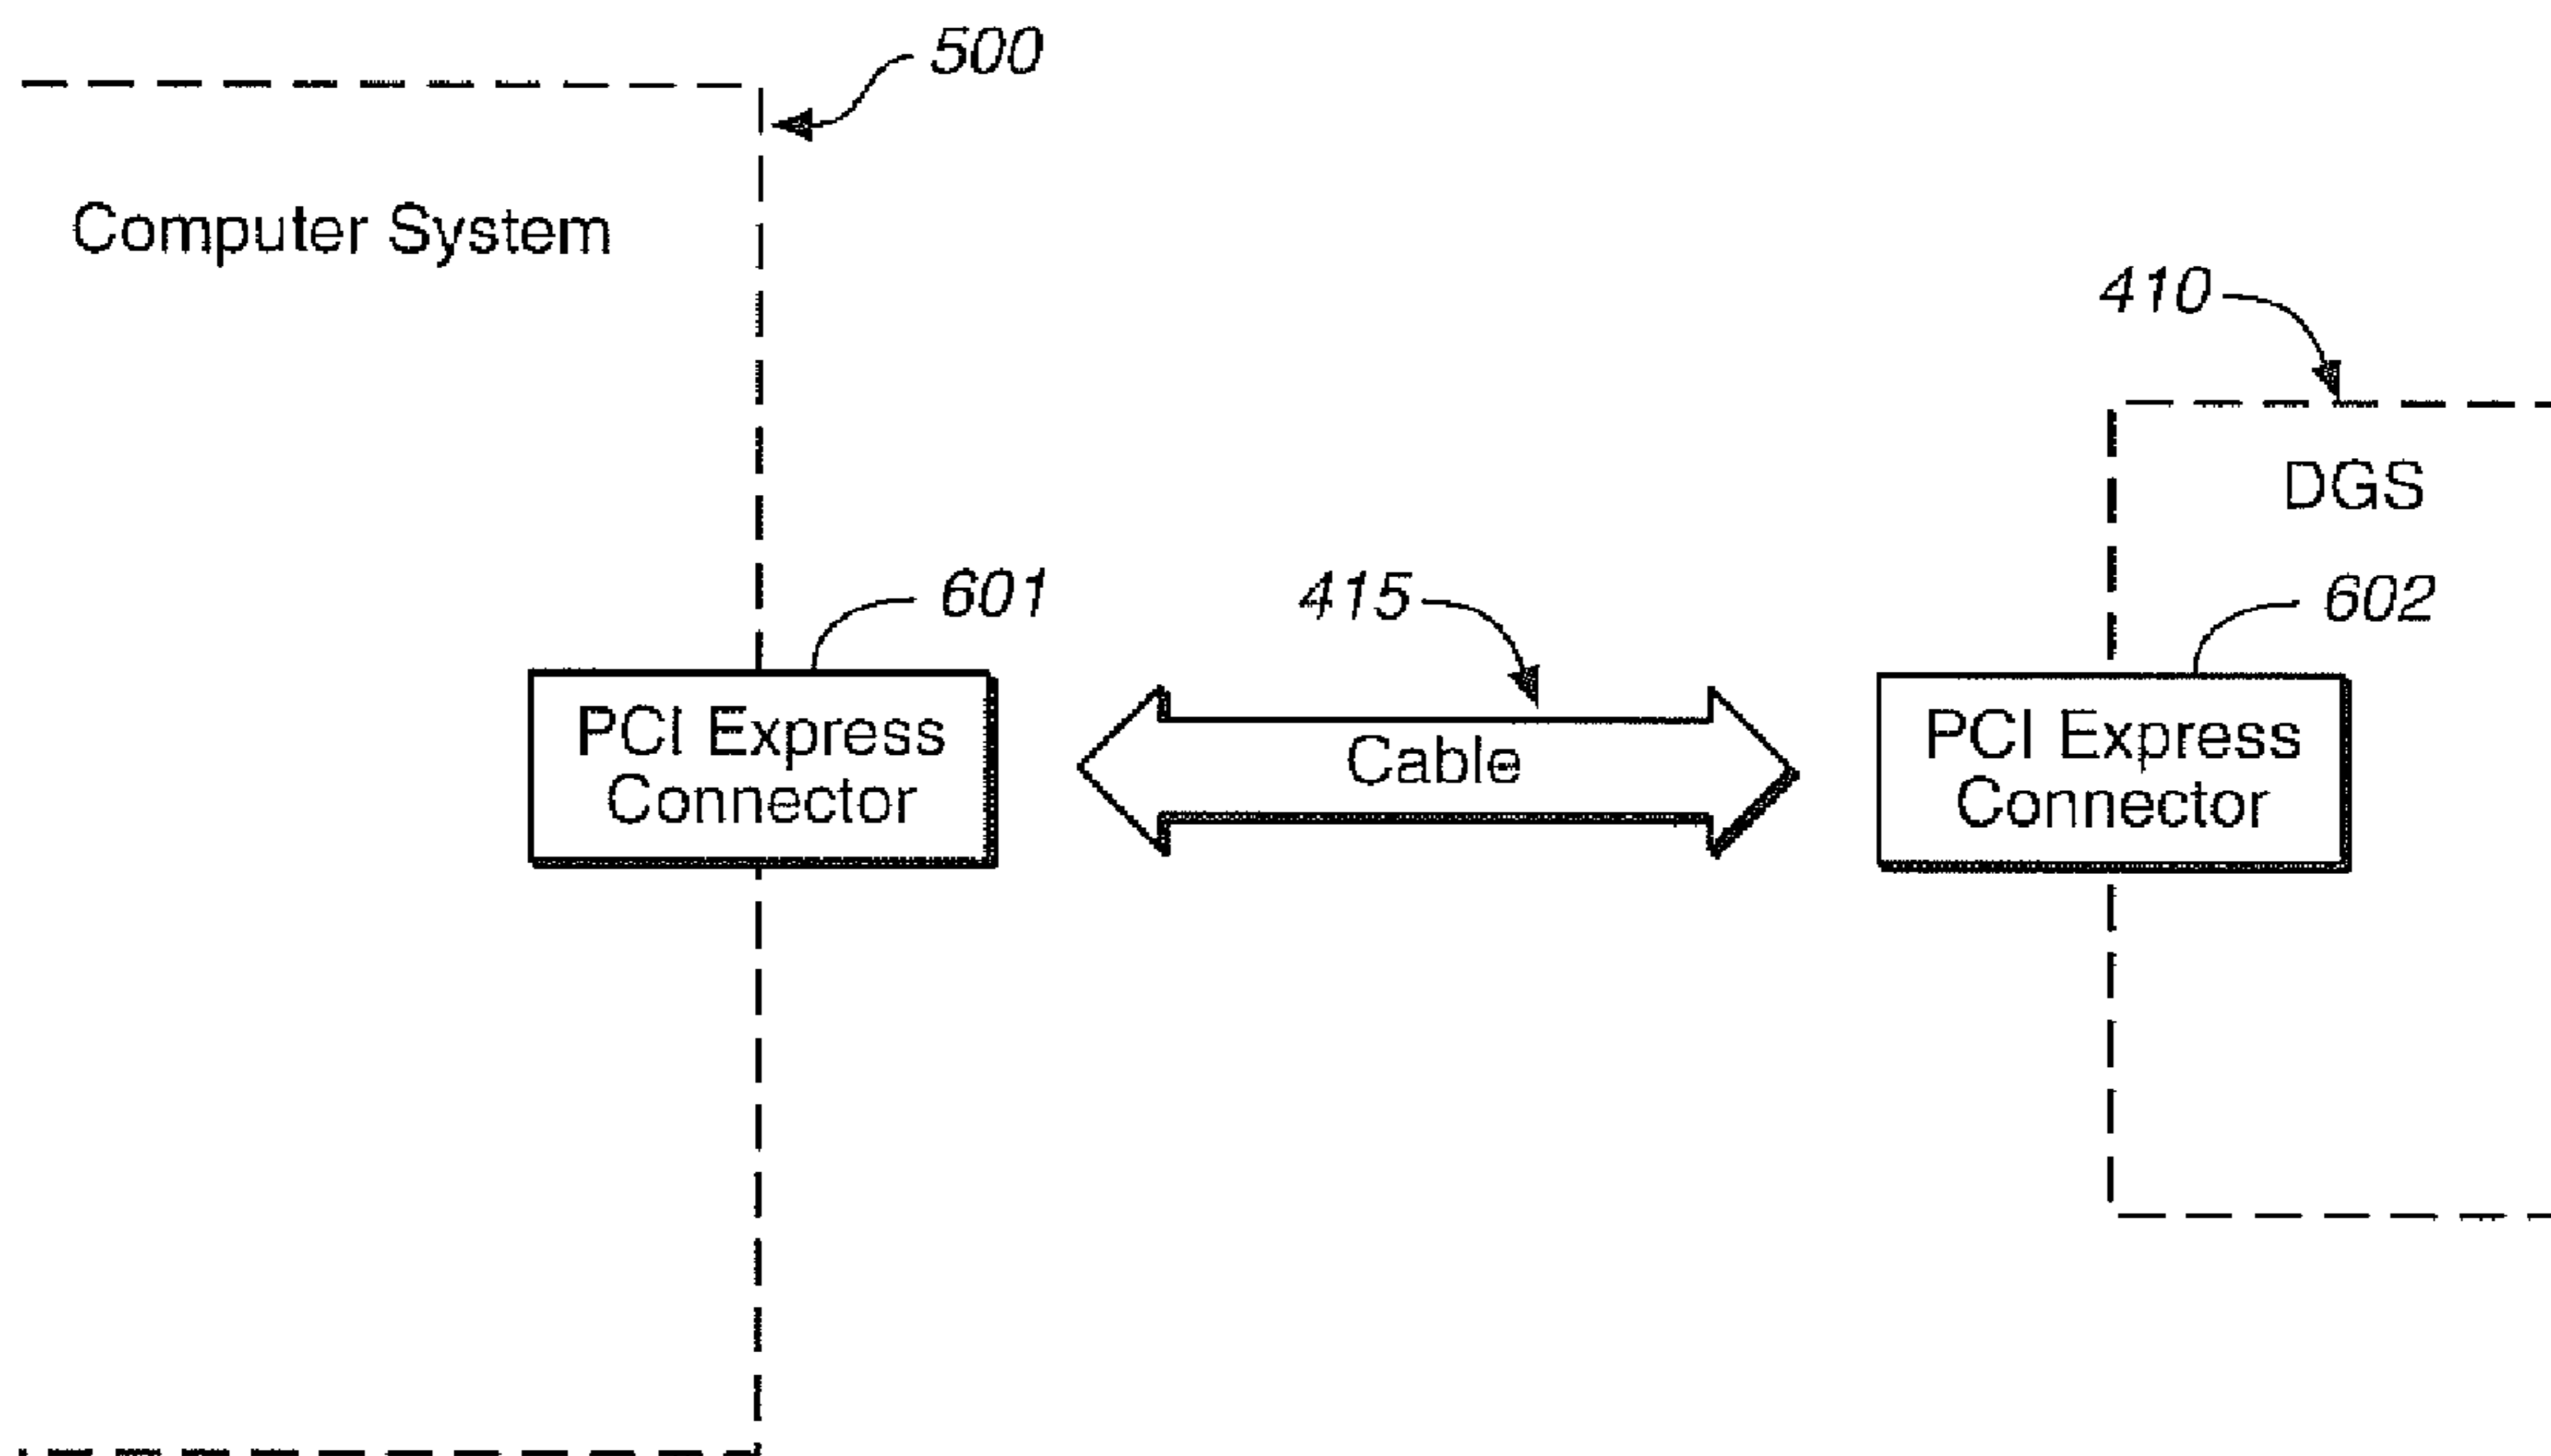 500
Computer System
410
DGS
601
415
602
PCI Express
Connector
Cable
PCI Express
Connector